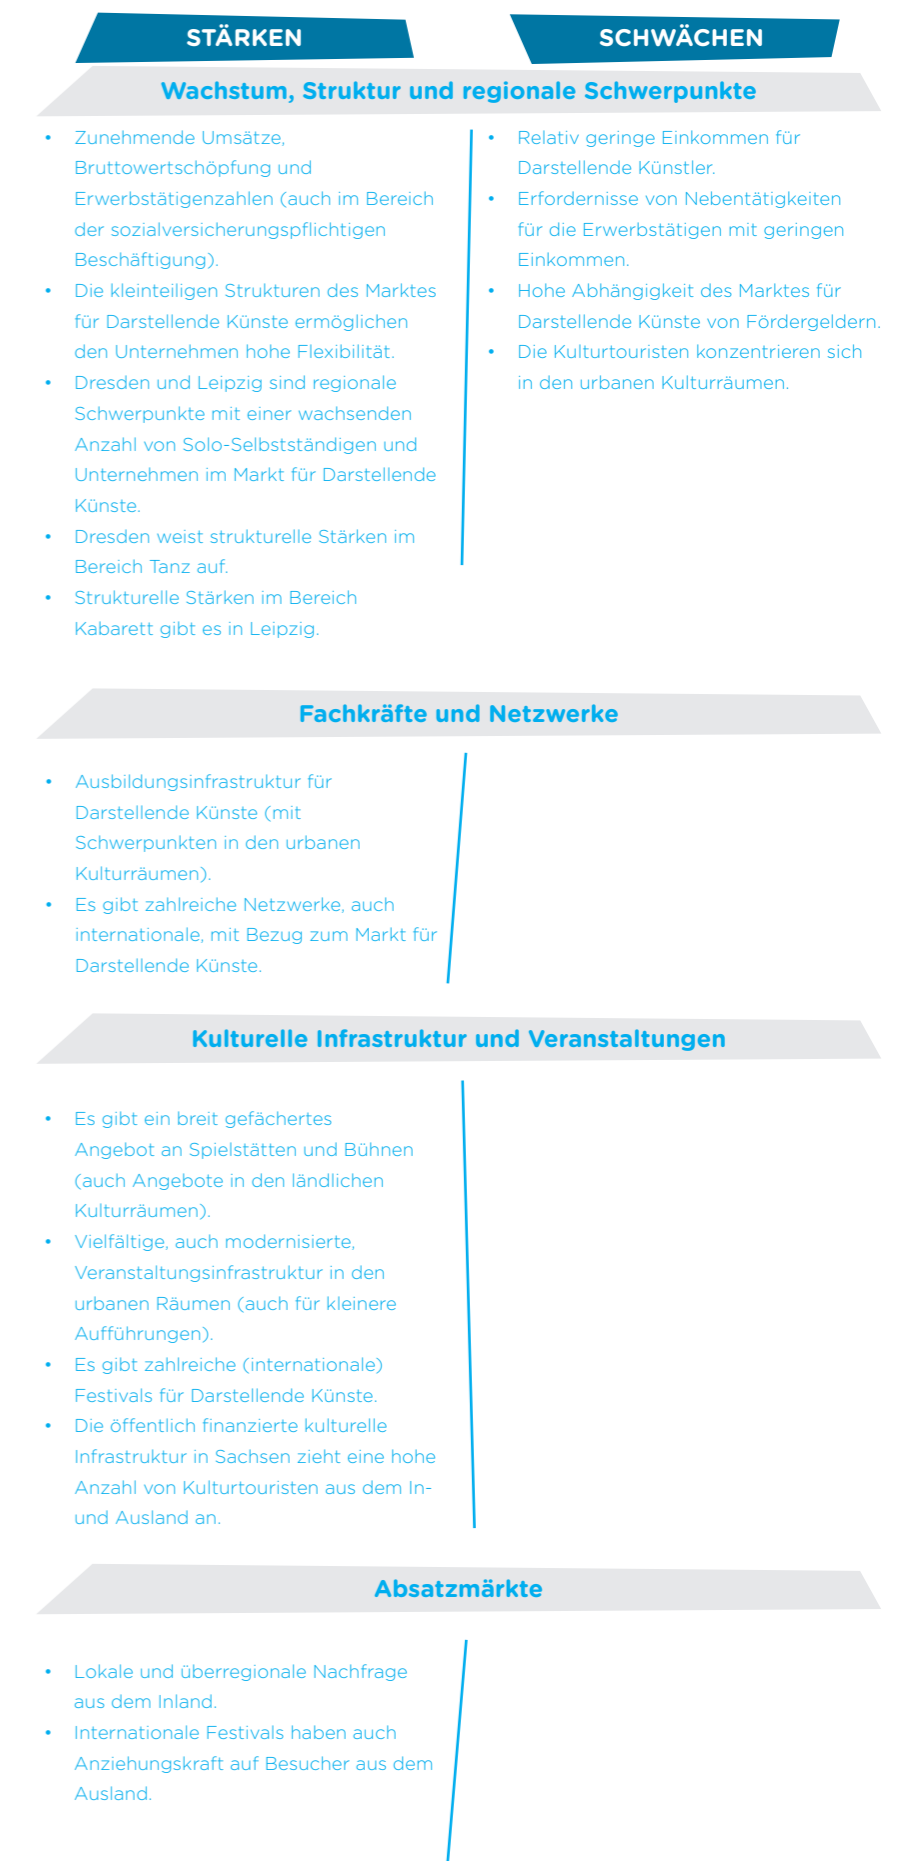 STÄRKEN
SCHWÄCHEN
Wachstum, Struktur und regionale Schwerpunkte
• Zunehmende Umsätze,
Bruttowertschöpfung und
Erwerbstätigenzahlen (auch im Bereich
der sozialversicherungspflichtigen
Beschäftigung).
• Die kleinteiligen Strukturen des Marktes
für Darstellende Künste ermöglichen
den Unternehmen hohe Flexibilität.
• Dresden und Leipzig sind regionale
Schwerpunkte mit einer wachsenden
Anzahl von Solo-Selbstständigen und
Unternehmen im Markt für Darstellende
Künste.
• Dresden weist strukturelle Stärken im
Bereich Tanz auf.
• Strukturelle Stärken im Bereich
Kabarett gibt es in Leipzig.
• Relativ geringe Einkommen für
Darstellende Künstler.
• Erfordernisse von Nebentätigkeiten
für die Erwerbstätigen mit geringen
Einkommen.
• Hohe Abhängigkeit des Marktes für
Darstellende Künste von Fördergeldern.
• Die Kulturtouristen konzentrieren sich
in den urbanen Kulturräumen.
Fachkräfte und Netzwerke
• Ausbildungsinfrastruktur für
Darstellende Künste (mit
Schwerpunkten in den urbanen
Kulturräumen).
• Es gibt zahlreiche Netzwerke, auch
internationale, mit Bezug zum Markt für
Darstellende Künste.
Kulturelle Infrastruktur und Veranstaltungen
• Es gibt ein breit gefächertes
Angebot an Spielstätten und Bühnen
(auch Angebote in den ländlichen
Kulturräumen).
• Vielfältige, auch modernisierte,
Veranstaltungsinfrastruktur in den
urbanen Räumen (auch für kleinere
Aufführungen).
• Es gibt zahlreiche (internationale)
Festivals für Darstellende Künste.
• Die öffentlich finanzierte kulturelle
Infrastruktur in Sachsen zieht eine hohe
Anzahl von Kulturtouristen aus dem In-
und Ausland an.
Absatzmärkte
• Lokale und überregionale Nachfrage
aus dem Inland.
• Internationale Festivals haben auch
Anziehungskraft auf Besucher aus dem
Ausland.